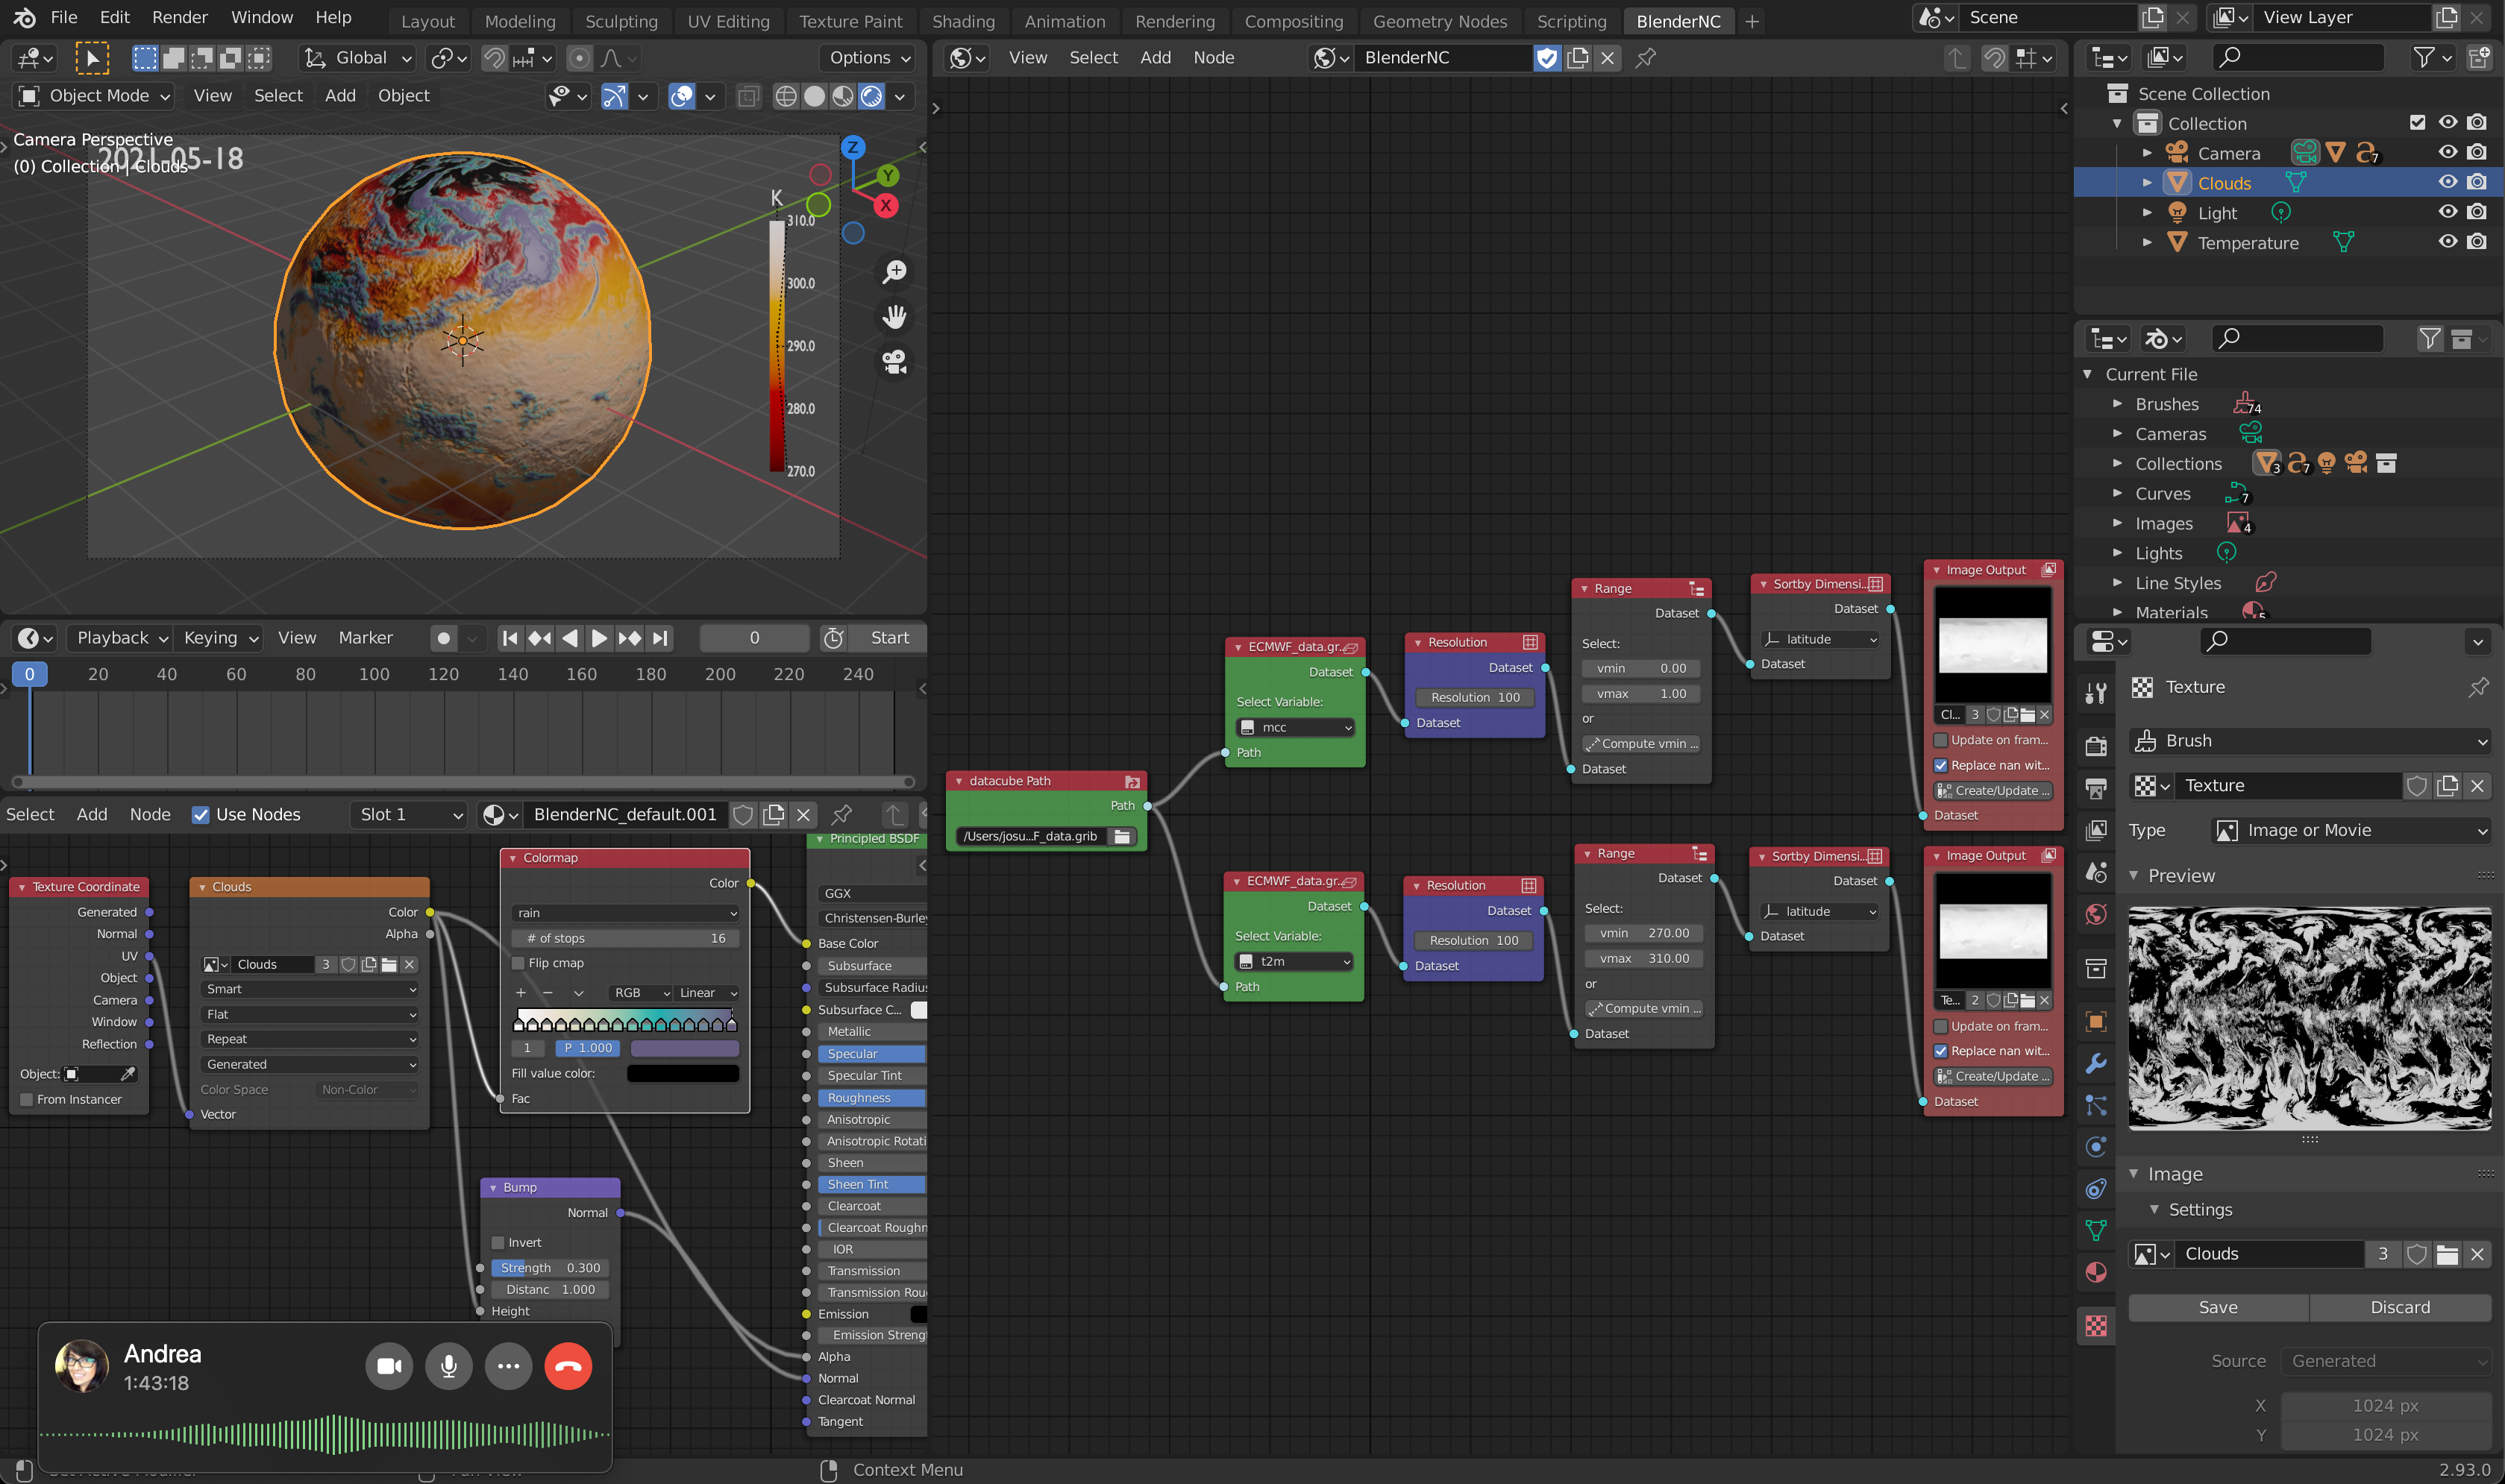 File Edit Render Window Help Layout Modeling Sculpting UV Editing Texture Paint Shading Animation Rendering Compositing Geometry Nodes Scripting BlenderNC + Scene View Layer
Global Options
Object Mode View Select Add Object
Camera Perspective
(0) Collection | Clouds
2021-05-18
Z
Y
X
K
310.0
300.0
290.0
280.0
270.0
Playback Keying View Marker 0 Start
0 20 40 60 80 100 120 140 160 180 200 220 240
Select Add Node Use Nodes Slot 1 BlenderNC_default.001
Texture Coordinate
Generated
Normal
UV
Object
Camera
Window
Reflection
Object:
From Instancer
Clouds
Color
Alpha
Clouds 3
Smart
Flat
Repeat
Generated
Color Space Non-Color
Vector
Colormap
Color
rain
# of stops 16
Flip cmap
RGB Linear
1 P 1.000
Fill value color:
Fac
Bump
Normal
Invert
Strength 0.300
Distanc 1.000
Height
Principled BSDF
GGX
Christensen-Burley
Base Color
Subsurface
Subsurface Radius
Subsurface C...
Metallic
Specular
Specular Tint
Roughness
Anisotropic
Anisotropic Rotati
Sheen
Sheen Tint
Clearcoat
Clearcoat Roughn
IOR
Transmission
Transmission Rou
Emission
Emission Streng
Alpha
Normal
Clearcoat Normal
Tangent
Andrea
1:43:18
Context Menu
View Select Add Node BlenderNC
datacube Path
Path
/Users/josu...F_data.grib
ECMWF_data.gr...
Dataset
Select Variable:
mcc
Path
Resolution
Dataset
Resolution 100
Dataset
Range
Dataset
Select:
vmin 0.00
vmax 1.00
or
Compute vmin ...
Dataset
Sortby Dimensi...
Dataset
latitude
Dataset
Image Output
Cl... 3
Update on fram...
Replace nan wit...
Create/Update ...
Dataset
ECMWF_data.gr...
Dataset
Select Variable:
t2m
Path
Resolution
Dataset
Resolution 100
Dataset
Range
Dataset
Select:
vmin 270.00
vmax 310.00
or
Compute vmin ...
Dataset
Sortby Dimensi...
Dataset
latitude
Dataset
Image Output
Te... 2
Update on fram...
Replace nan wit...
Create/Update ...
Dataset
Scene Collection
Collection
Camera 7
Clouds
Light
Temperature
Current File
Brushes 74
Cameras
Collections 3 7
Curves 7
Images 4
Lights
Line Styles
Materials 5
Texture
Brush
Texture
Type Image or Movie
Preview
Image
Settings
Clouds 3
Save Discard
Source Generated
X 1024 px
Y 1024 px
2.93.0